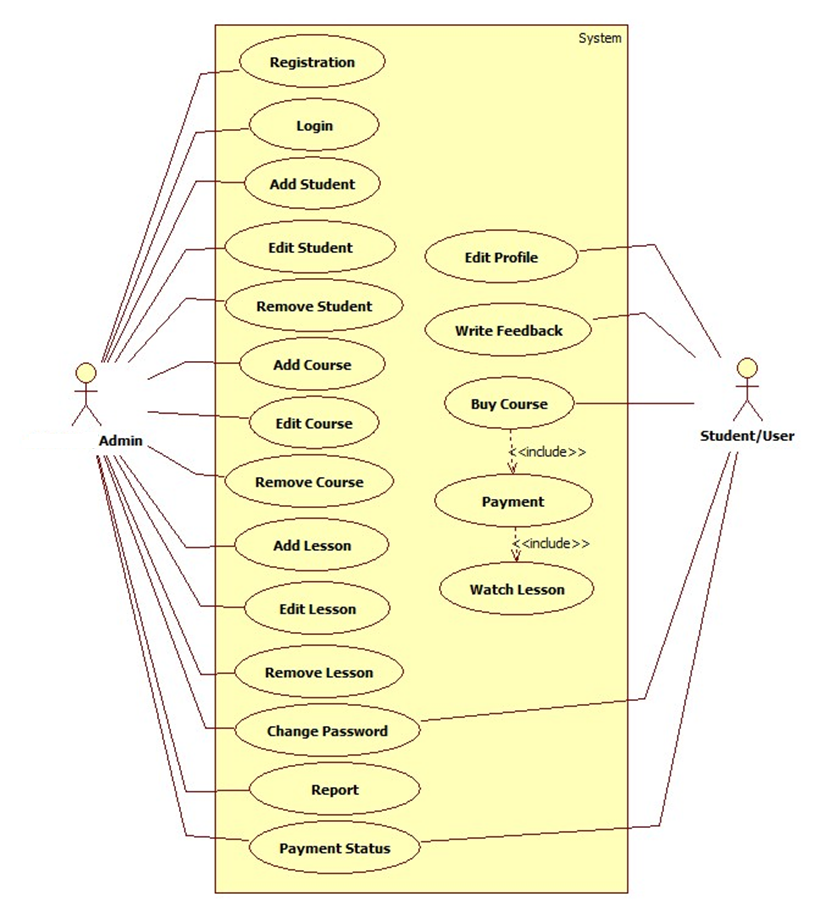 System
Registration
Login
Add Student
Edit Student
Edit Profile
Remove Student
Write Feedback
Add Course
Buy Course
Edit Course
Admin
Student/User
<<include>>
Remove Course
Payment
Add Lesson
<<include>>
Watch Lesson
Edit Lesson
Remove Lesson
Change Password
Report
Payment Status